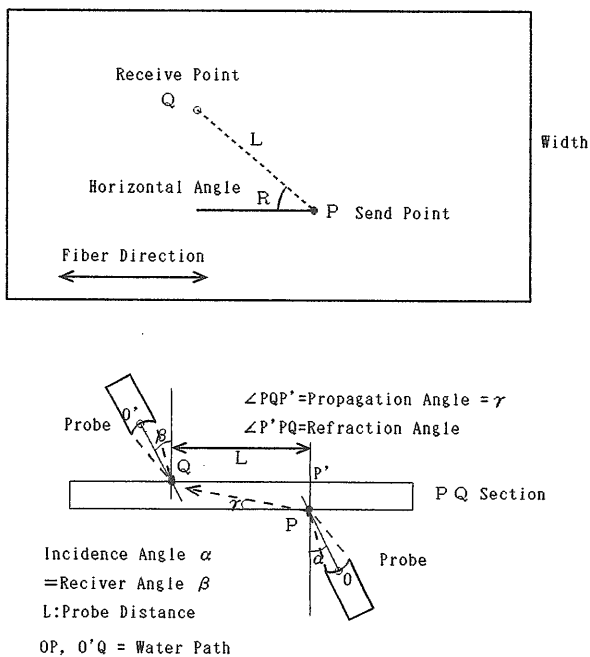 Receive Point
Q
L
Width
Horizontal Angle
R
P Send Point
Fiber Direction
∠PQP'=Propagation Angle =γ
∠P'PQ=Refraction Angle
O'
Probe
β
Q
L
P'
PQ Section
γ
P
α
O
Probe
Incidence Angle α
=Reciver Angle β
L:Probe Distance
OP, O'Q = Water Path